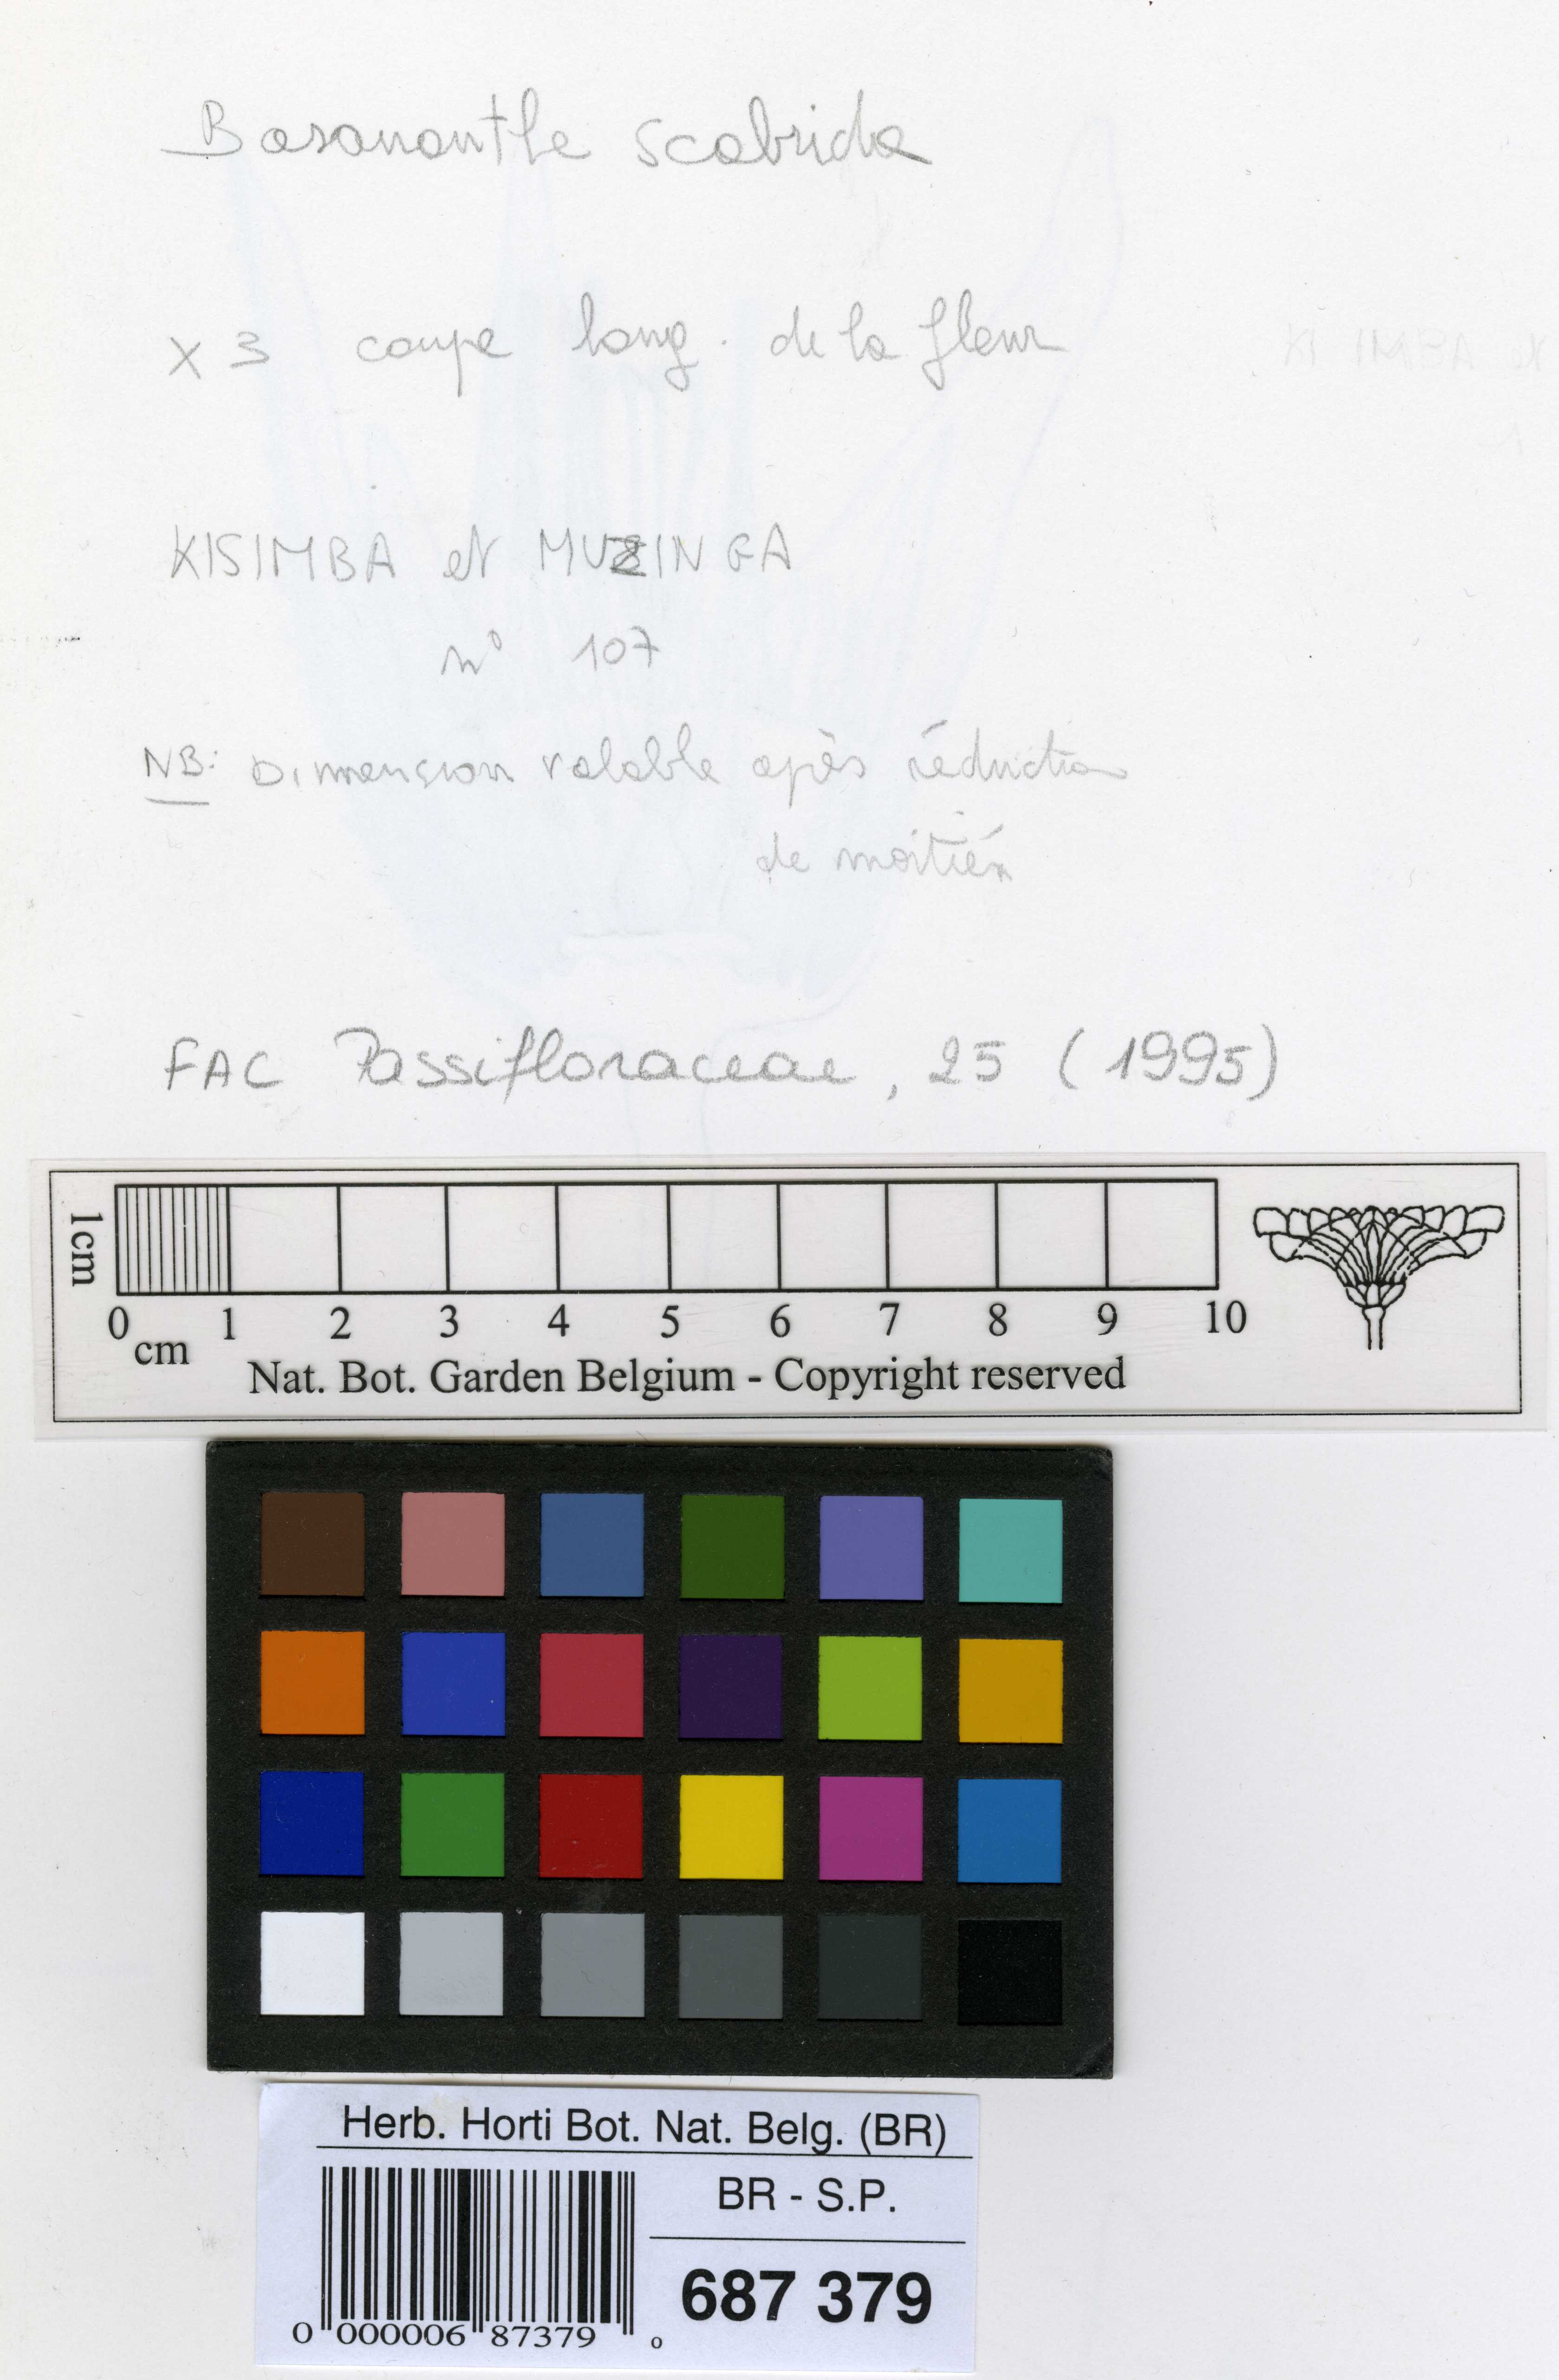 Basananthe scabrida
x 3 coupe long. de la fleur
KISIMBA et
KISIMBA et MUZINGA
n° 107
NB: Dimension valable après réduction
de moitié
FAC Passifloraceae, 25 (1995)
1cm
0 1 2 3 4 5 6 7 8 9 10
cm
Nat. Bot. Garden Belgium - Copyright reserved
Herb. Horti Bot. Nat. Belg. (BR)
BR - S.P.
687 379
0 000006 87379 0